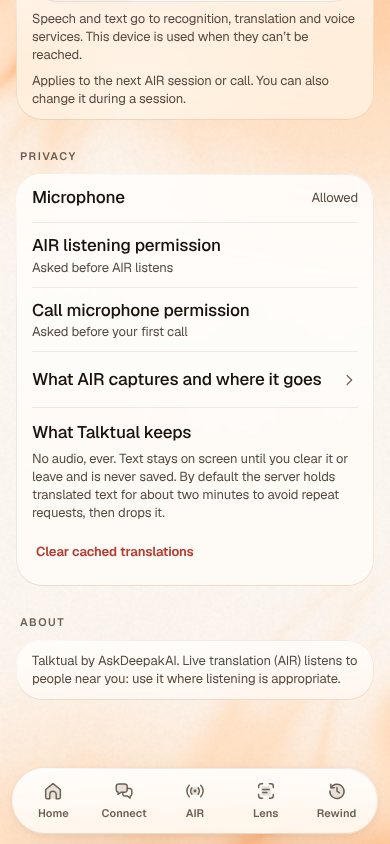 Speech and text go to recognition, translation and voice
services. This device is used when they can't be
reached.
Applies to the next AIR session or call. You can also
change it during a session.
PRIVACY
Microphone
Allowed
AIR listening permission
Asked before AIR listens
Call microphone permission
Asked before your first call
What AIR captures and where it goes
What Talktual keeps
No audio, ever. Text stays on screen until you clear it or
leave and is never saved. By default the server holds
translated text for about two minutes to avoid repeat
requests, then drops it.
Clear cached translations
ABOUT
Talktual by AskDeepakAI. Live translation (AIR) listens to
people near you: use it where listening is appropriate.
Home
Connect
AIR
Lens
Rewind